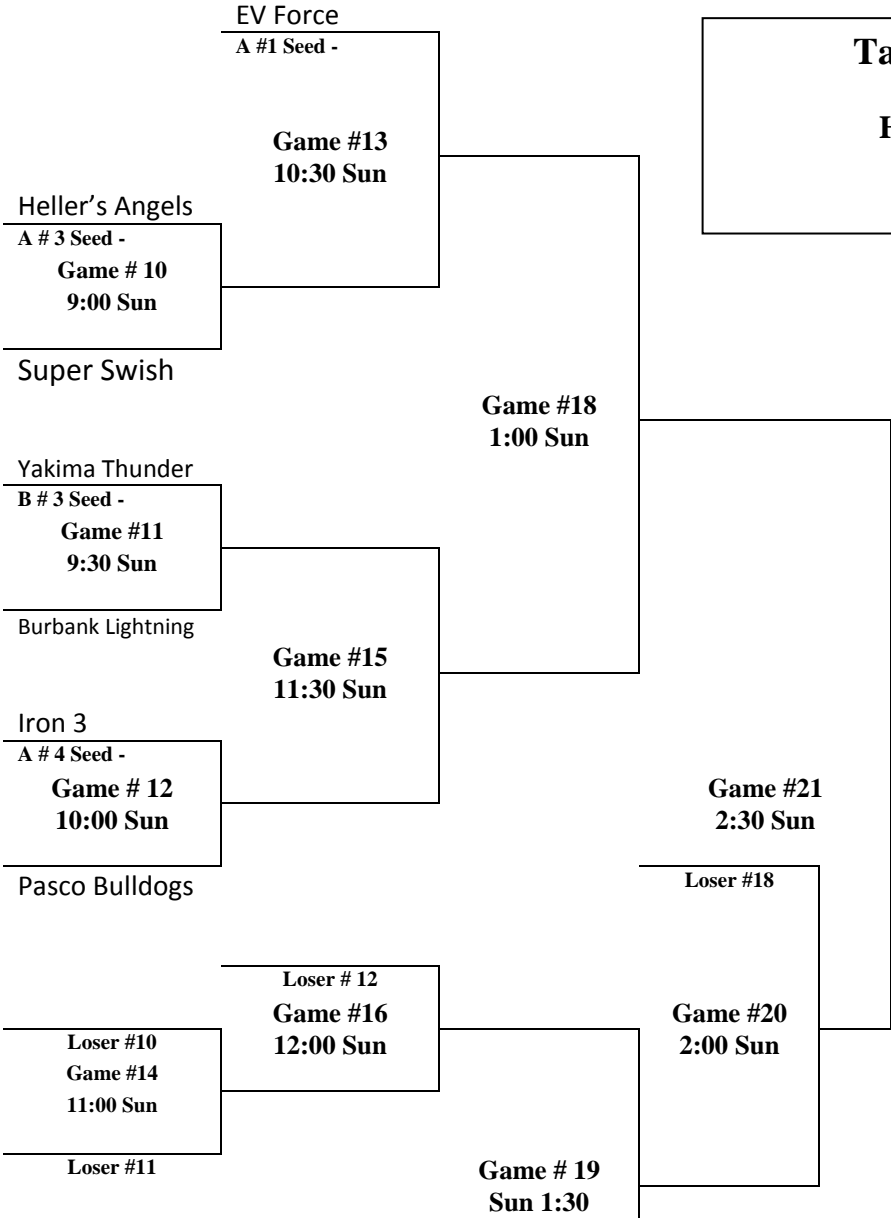 EV Force
A #1 Seed -
Ta
Game #13
10:30 Sun
Heller's Angels
A # 3 Seed -
Game # 10
9:00 Sun
Super Swish
Game #18
1:00 Sun
Yakima Thunder
B # 3 Seed -
Game #11
9:30 Sun
Burbank Lightning
Game #15
11:30 Sun
Iron 3
A # 4 Seed -
Game # 12
10:00 Sun
Pasco Bulldogs
Game #21
2:30 Sun
Loser #18
Loser # 12
Game #16
12:00 Sun
Game #20
2:00 Sun
Loser #10
Game #14
11:00 Sun
Loser #11
Game # 19
Sun 1:30